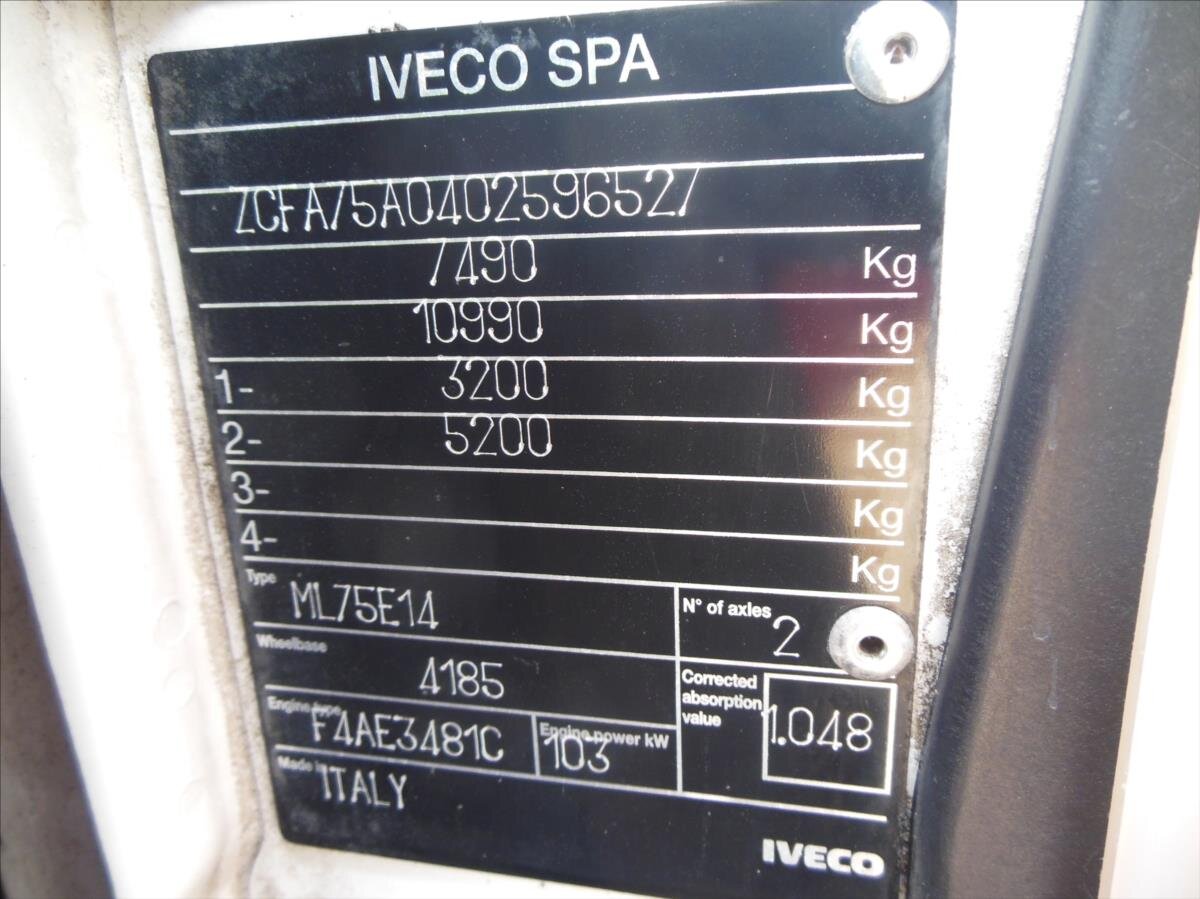 IVECO SPA
ZCFA75A0402596527
7490 Kg
10990 Kg
1- 3200 Kg
2- 5200 Kg
3- Kg
4- Kg
Type ML75E14
N° of axles 2
Wheelbase 4185
Corrected
absorption
value 1.048
Engine type F4AE3481C
Engine power kW 103
Made in ITALY
IVECO